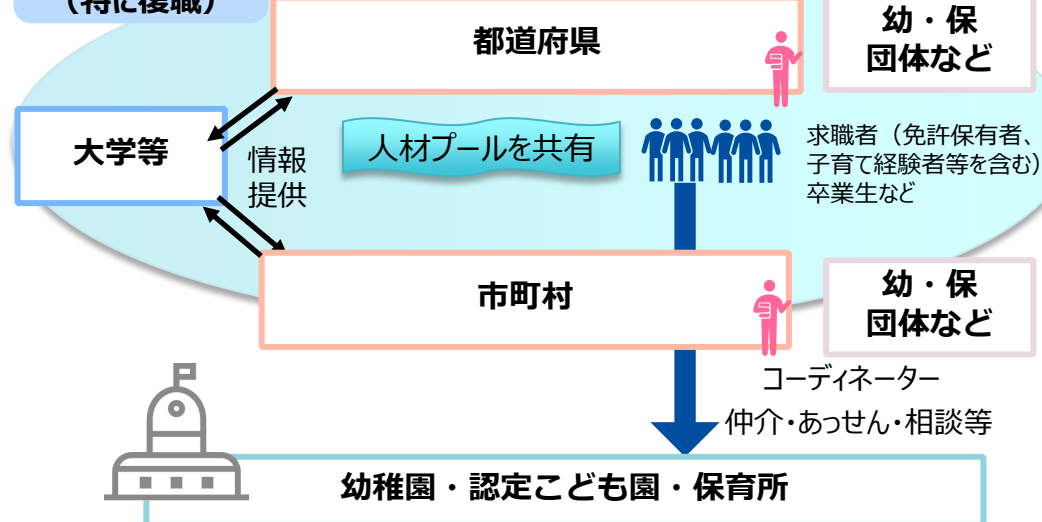 （特に復職）
都道府県
幼・保
団体など
大学等
情報
提供
人材プールを共有
求職者（免許保有者、
子育て経験者等を含む）
卒業生など
市町村
幼・保
団体など
コーディネーター
仲介・あっせん・相談等
幼稚園・認定こども園・保育所